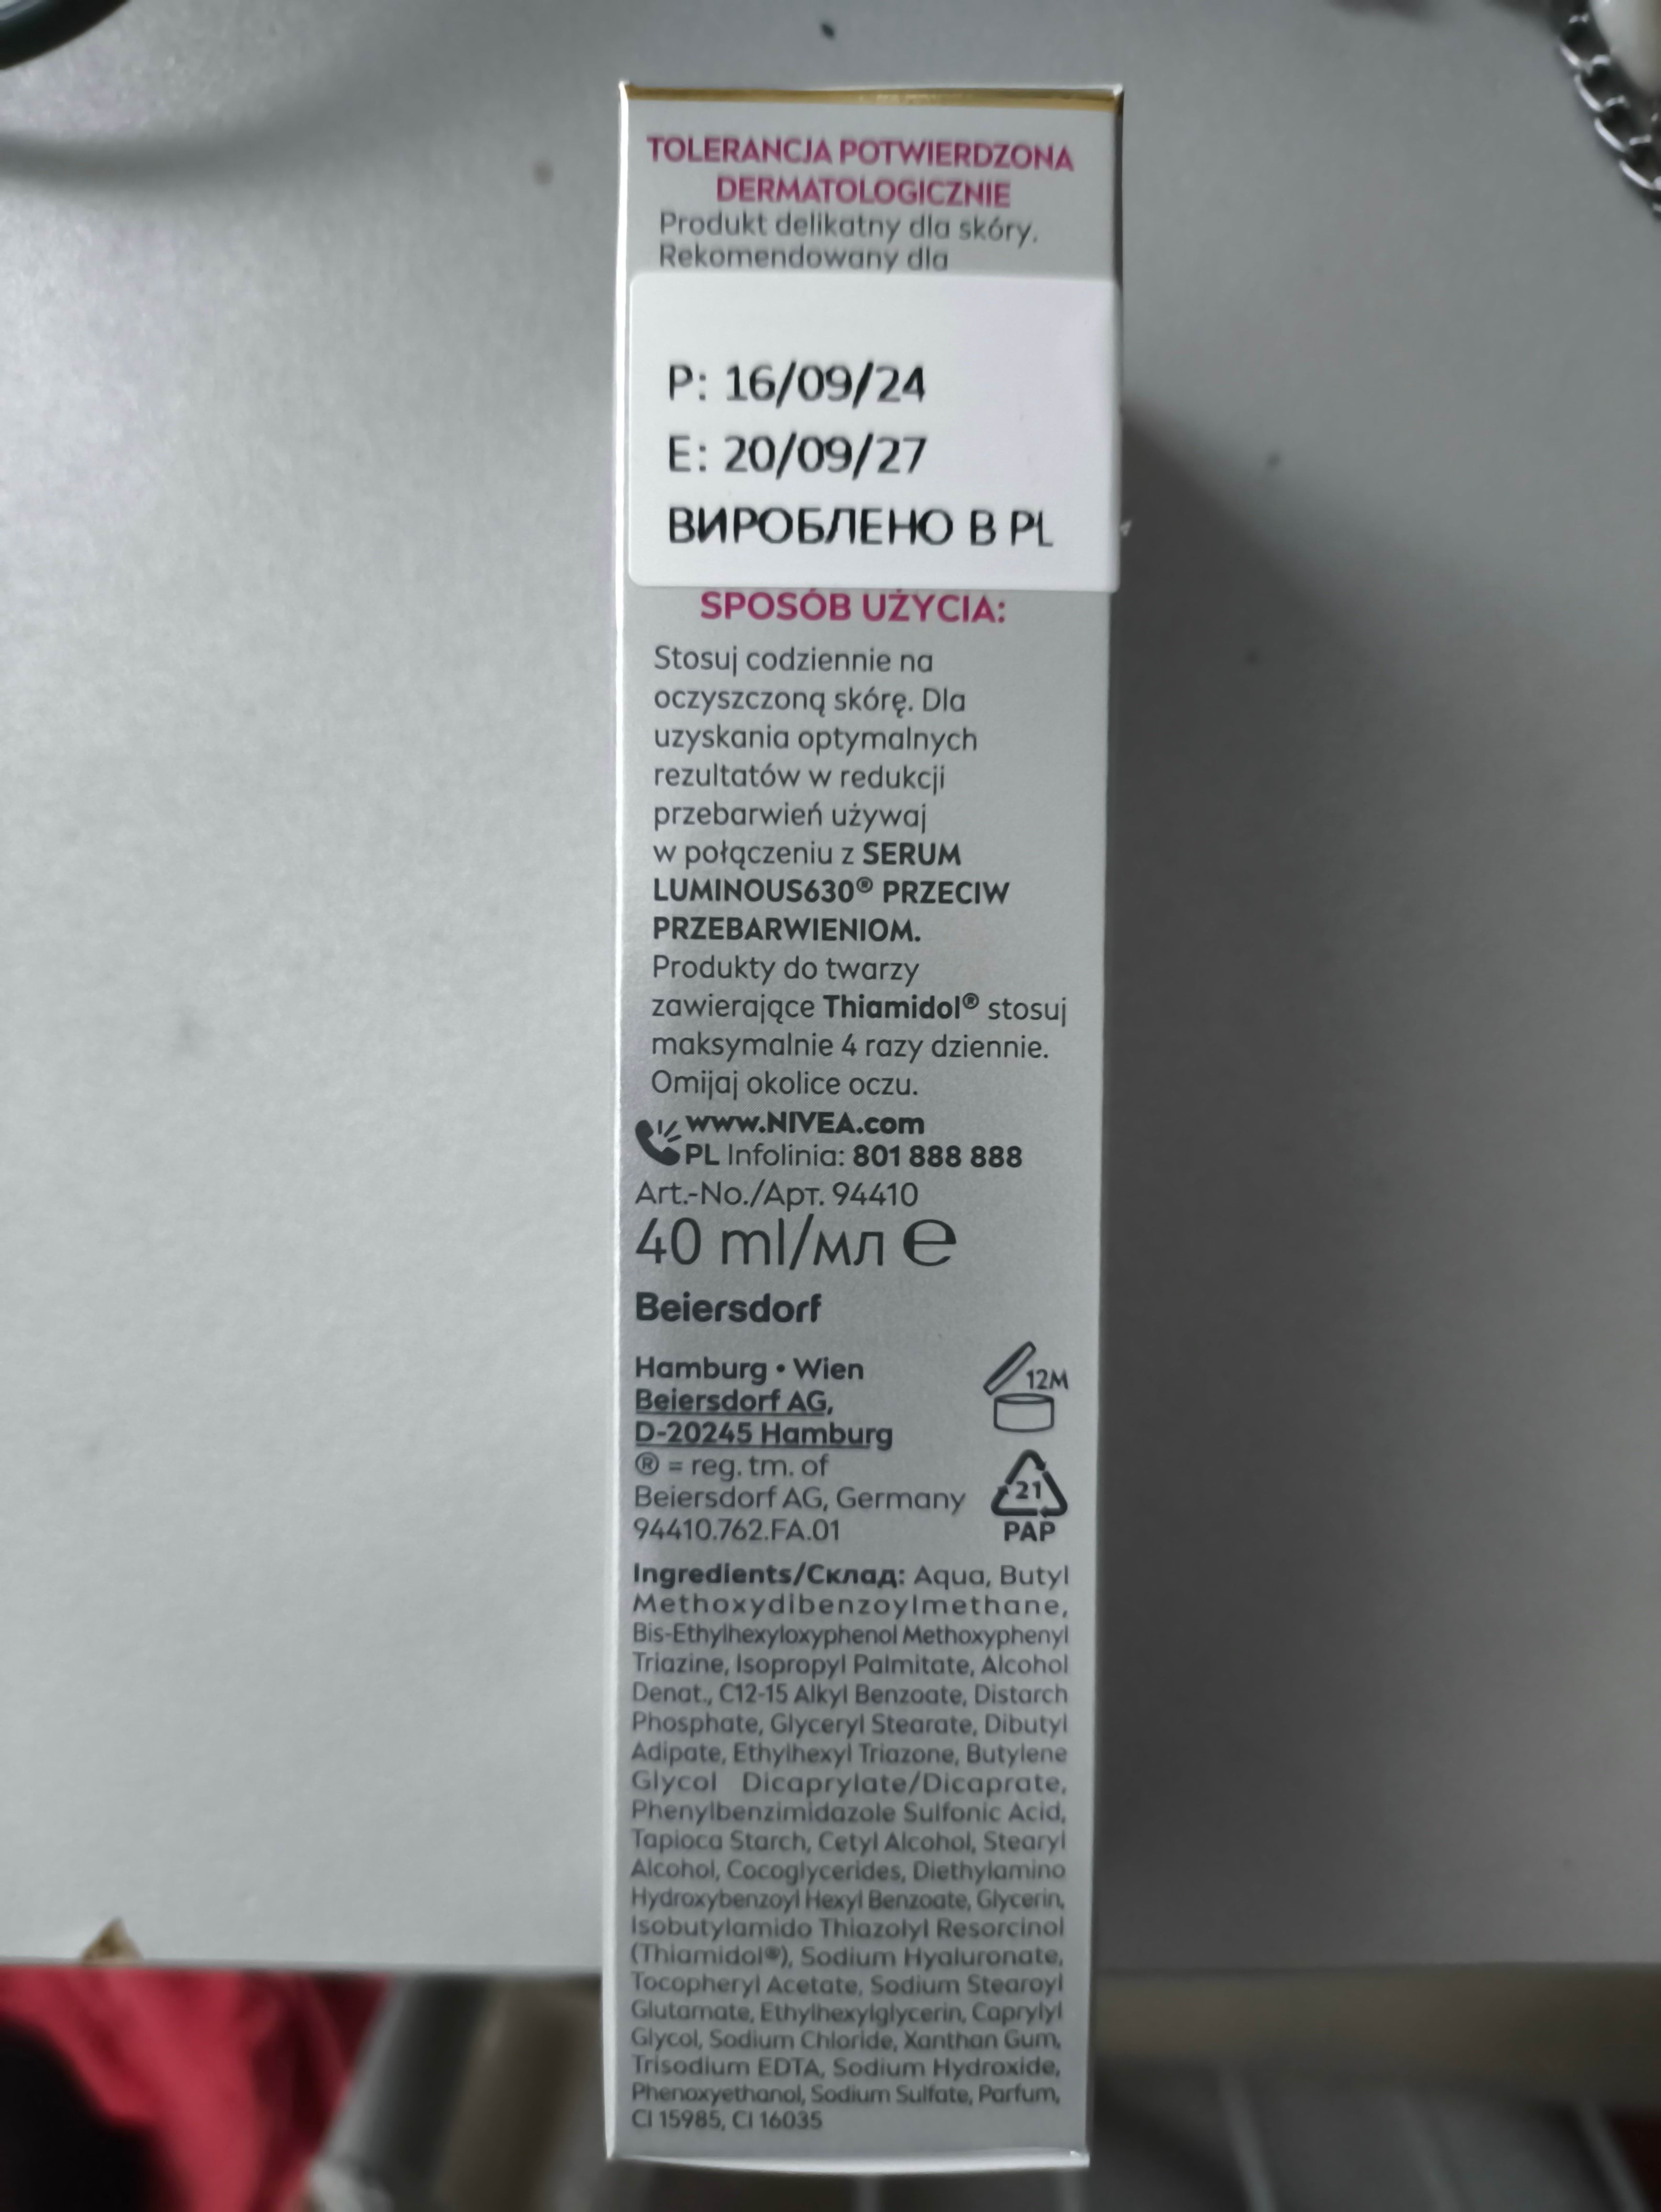 TOLERANCJA POTWIERDZONA
DERMATOLOGICZNIE
Produkt delikatny dla skóry.
Rekomendowany dla
P: 16/09/24
E: 20/09/27
ВИРОБЛЕНО В PL
SPOSÓB UŻYCIA:
Stosuj codziennie na
oczyszczoną skórę. Dla
uzyskania optymalnych
rezultatów w redukcji
przebarwień używaj
w połączeniu z SERUM
LUMINOUS630® PRZECIW
PRZEBARWIENIOM.
Produkty do twarzy
zawierające Thiamidol® stosuj
maksymalnie 4 razy dziennie.
Omijaj okolice oczu.
www.NIVEA.com
PL Infolinia: 801 888 888
Art.-No./Арт. 94410
40 ml/мл ℮
Beiersdorf
Hamburg • Wien
Beiersdorf AG,
D-20245 Hamburg
® = reg. tm. of
Beiersdorf AG, Germany
94410.762.FA.01
12M
21
PAP
Ingredients/Склад: Aqua, Butyl
Methoxydibenzoylmethane,
Bis-Ethylhexyloxyphenol Methoxyphenyl
Triazine, Isopropyl Palmitate, Alcohol
Denat., C12-15 Alkyl Benzoate, Distarch
Phosphate, Glyceryl Stearate, Dibutyl
Adipate, Ethylhexyl Triazone, Butylene
Glycol Dicaprylate/Dicaprate,
Phenylbenzimidazole Sulfonic Acid,
Tapioca Starch, Cetyl Alcohol, Stearyl
Alcohol, Cocoglycerides, Diethylamino
Hydroxybenzoyl Hexyl Benzoate, Glycerin,
Isobutylamido Thiazolyl Resorcinol
(Thiamidol®), Sodium Hyaluronate,
Tocopheryl Acetate, Sodium Stearoyl
Glutamate, Ethylhexylglycerin, Caprylyl
Glycol, Sodium Chloride, Xanthan Gum,
Trisodium EDTA, Sodium Hydroxide,
Phenoxyethanol, Sodium Sulfate, Parfum,
CI 15985, CI 16035